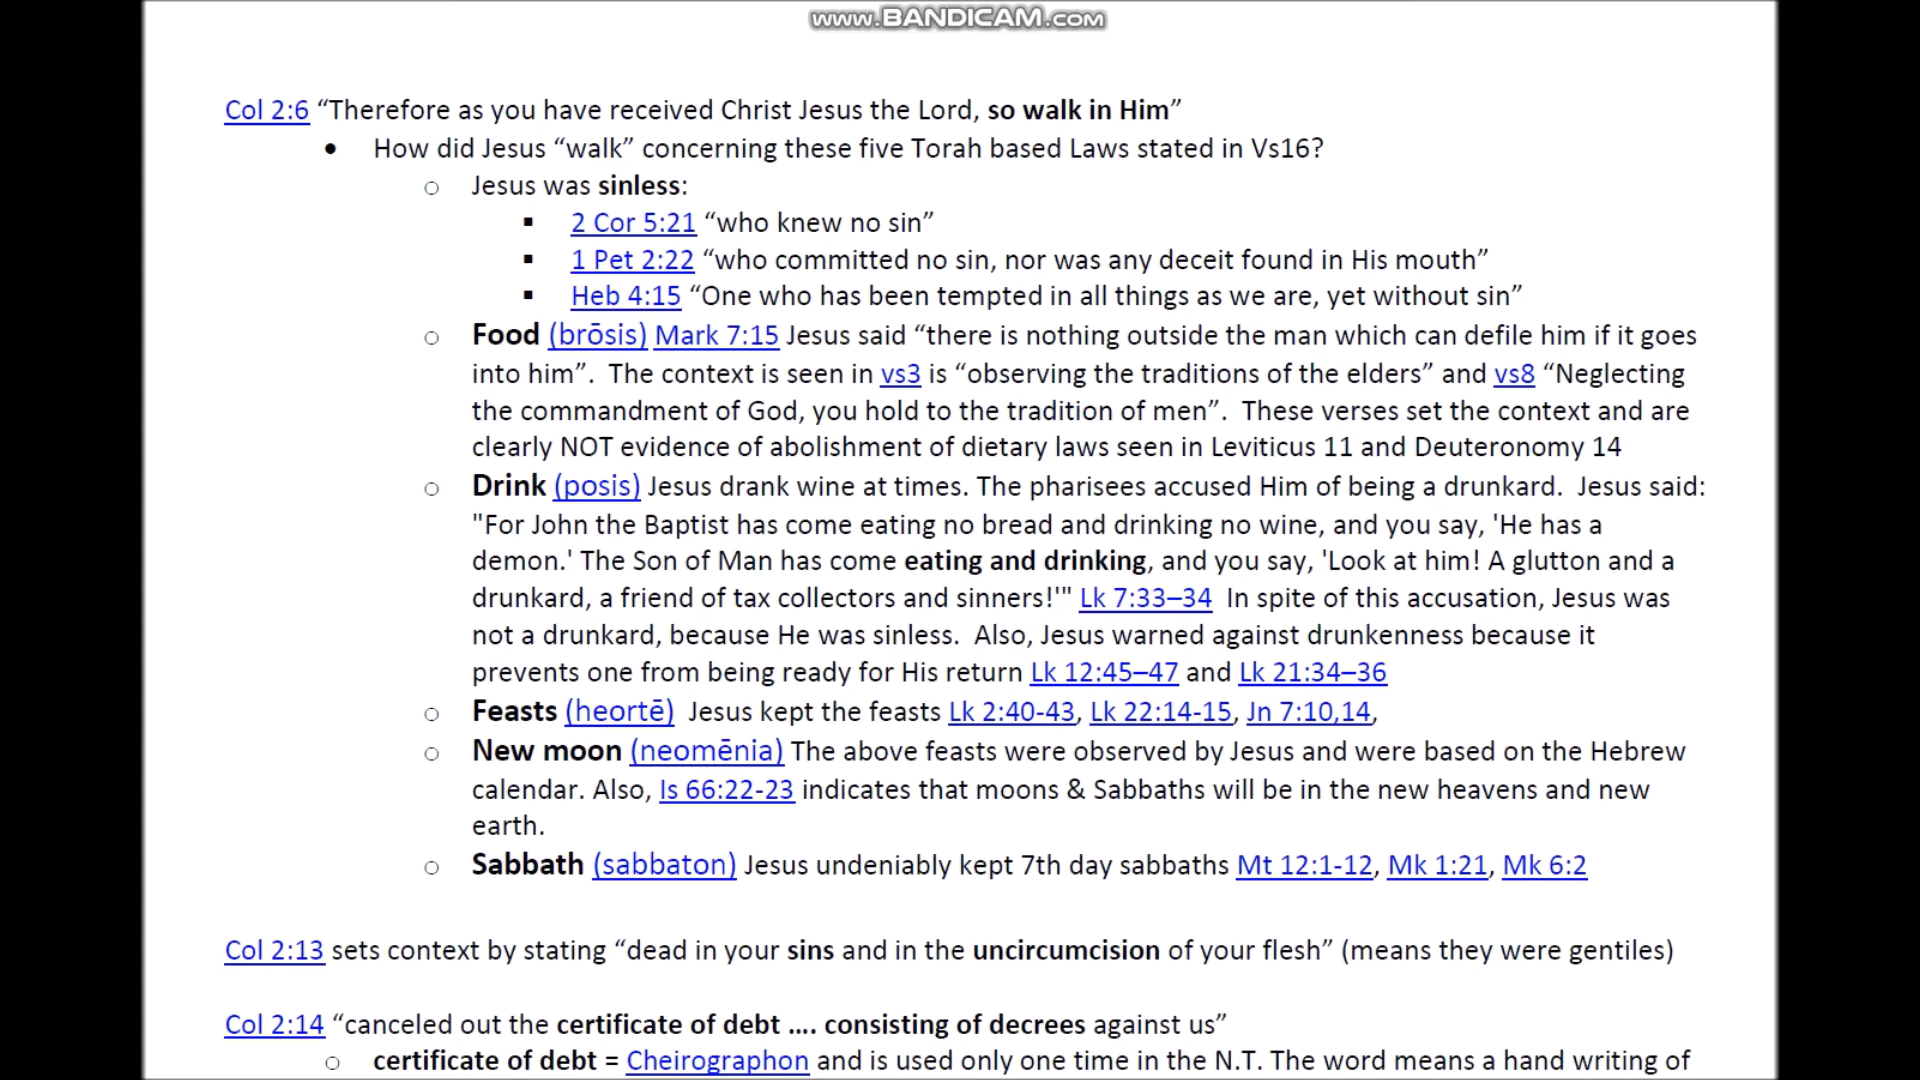 www.BANDICAM.com
Col 2:6 “Therefore as you have received Christ Jesus the Lord, so walk in Him”
• How did Jesus “walk” concerning these five Torah based Laws stated in Vs16?
○ Jesus was sinless:
▪ 2 Cor 5:21 “who knew no sin”
▪ 1 Pet 2:22 “who committed no sin, nor was any deceit found in His mouth”
▪ Heb 4:15 “One who has been tempted in all things as we are, yet without sin”
○ Food (brōsis) Mark 7:15 Jesus said “there is nothing outside the man which can defile him if it goes
into him”.  The context is seen in vs3 is “observing the traditions of the elders” and vs8 “Neglecting
the commandment of God, you hold to the tradition of men”.  These verses set the context and are
clearly NOT evidence of abolishment of dietary laws seen in Leviticus 11 and Deuteronomy 14
○ Drink (posis) Jesus drank wine at times. The pharisees accused Him of being a drunkard.  Jesus said:
"For John the Baptist has come eating no bread and drinking no wine, and you say, 'He has a
demon.' The Son of Man has come eating and drinking, and you say, 'Look at him! A glutton and a
drunkard, a friend of tax collectors and sinners!'" Lk 7:33–34  In spite of this accusation, Jesus was
not a drunkard, because He was sinless.  Also, Jesus warned against drunkenness because it
prevents one from being ready for His return Lk 12:45–47 and Lk 21:34–36
○ Feasts (heortē)  Jesus kept the feasts Lk 2:40-43, Lk 22:14-15, Jn 7:10,14,
○ New moon (neomēnia) The above feasts were observed by Jesus and were based on the Hebrew
calendar. Also, Is 66:22-23 indicates that moons & Sabbaths will be in the new heavens and new
earth.
○ Sabbath (sabbaton) Jesus undeniably kept 7th day sabbaths Mt 12:1-12, Mk 1:21, Mk 6:2
Col 2:13 sets context by stating “dead in your sins and in the uncircumcision of your flesh” (means they were gentiles)
Col 2:14 “canceled out the certificate of debt …. consisting of decrees against us”
○ certificate of debt = Cheirographon and is used only one time in the N.T. The word means a hand writing of